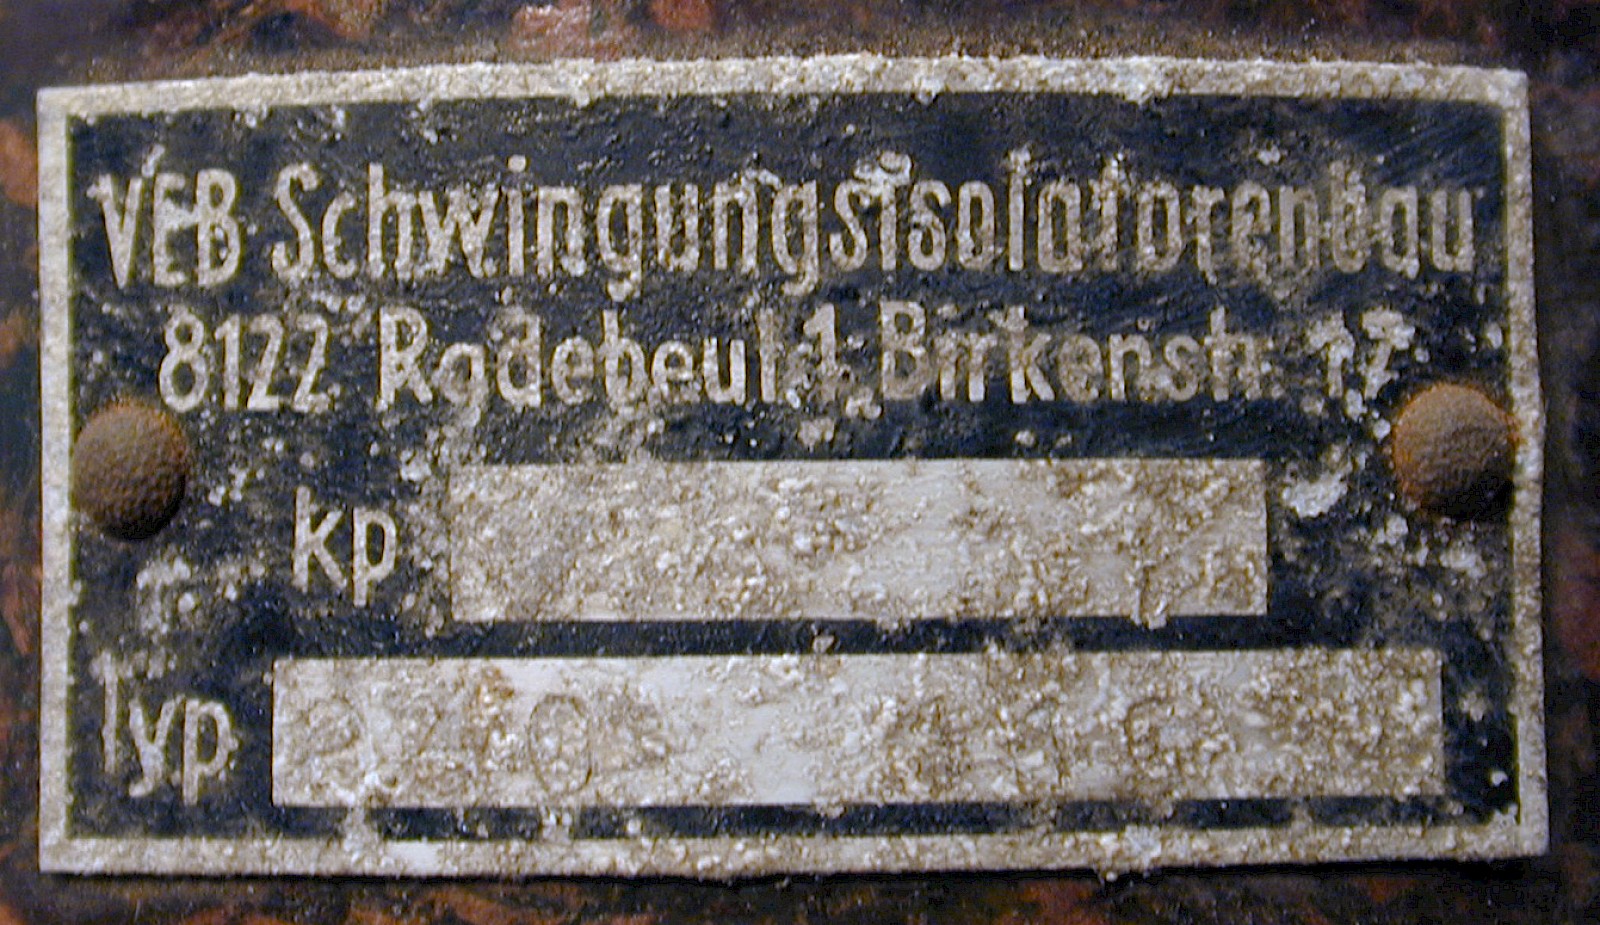 VEB Schwingungsisolatorenbau
8122 Radebeul 1 Birkenstr. 17
kp
Typ